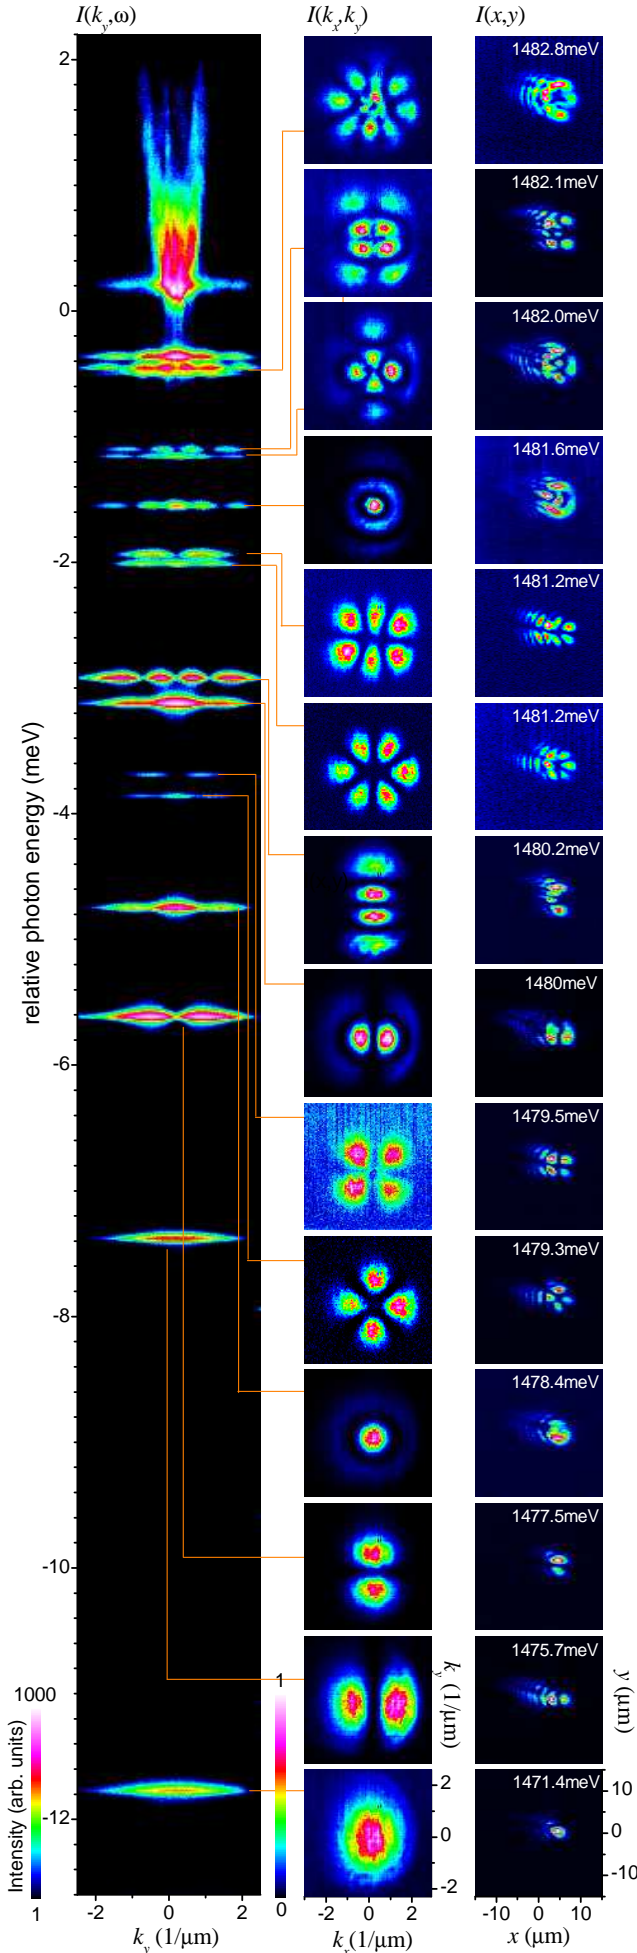 I(k_y,ω)
I(k_x,k_y)
I(x,y)
2
0
-2
-4
-6
-8
-10
-12
relative photon energy (meV)
1482.8meV
1482.1meV
1482.0meV
1481.6meV
1481.2meV
1481.2meV
1480.2meV
1480meV
1479.5meV
1479.3meV
1478.4meV
1477.5meV
1475.7meV
1471.4meV
1000
Intensity (arb. units)
1
1
0
k_y (1/μm)
2
0
-2
y (μm)
10
0
-10
-2 0 2
k_y (1/μm)
-2 0 2
k_x (1/μm)
-10 0 10
x (μm)